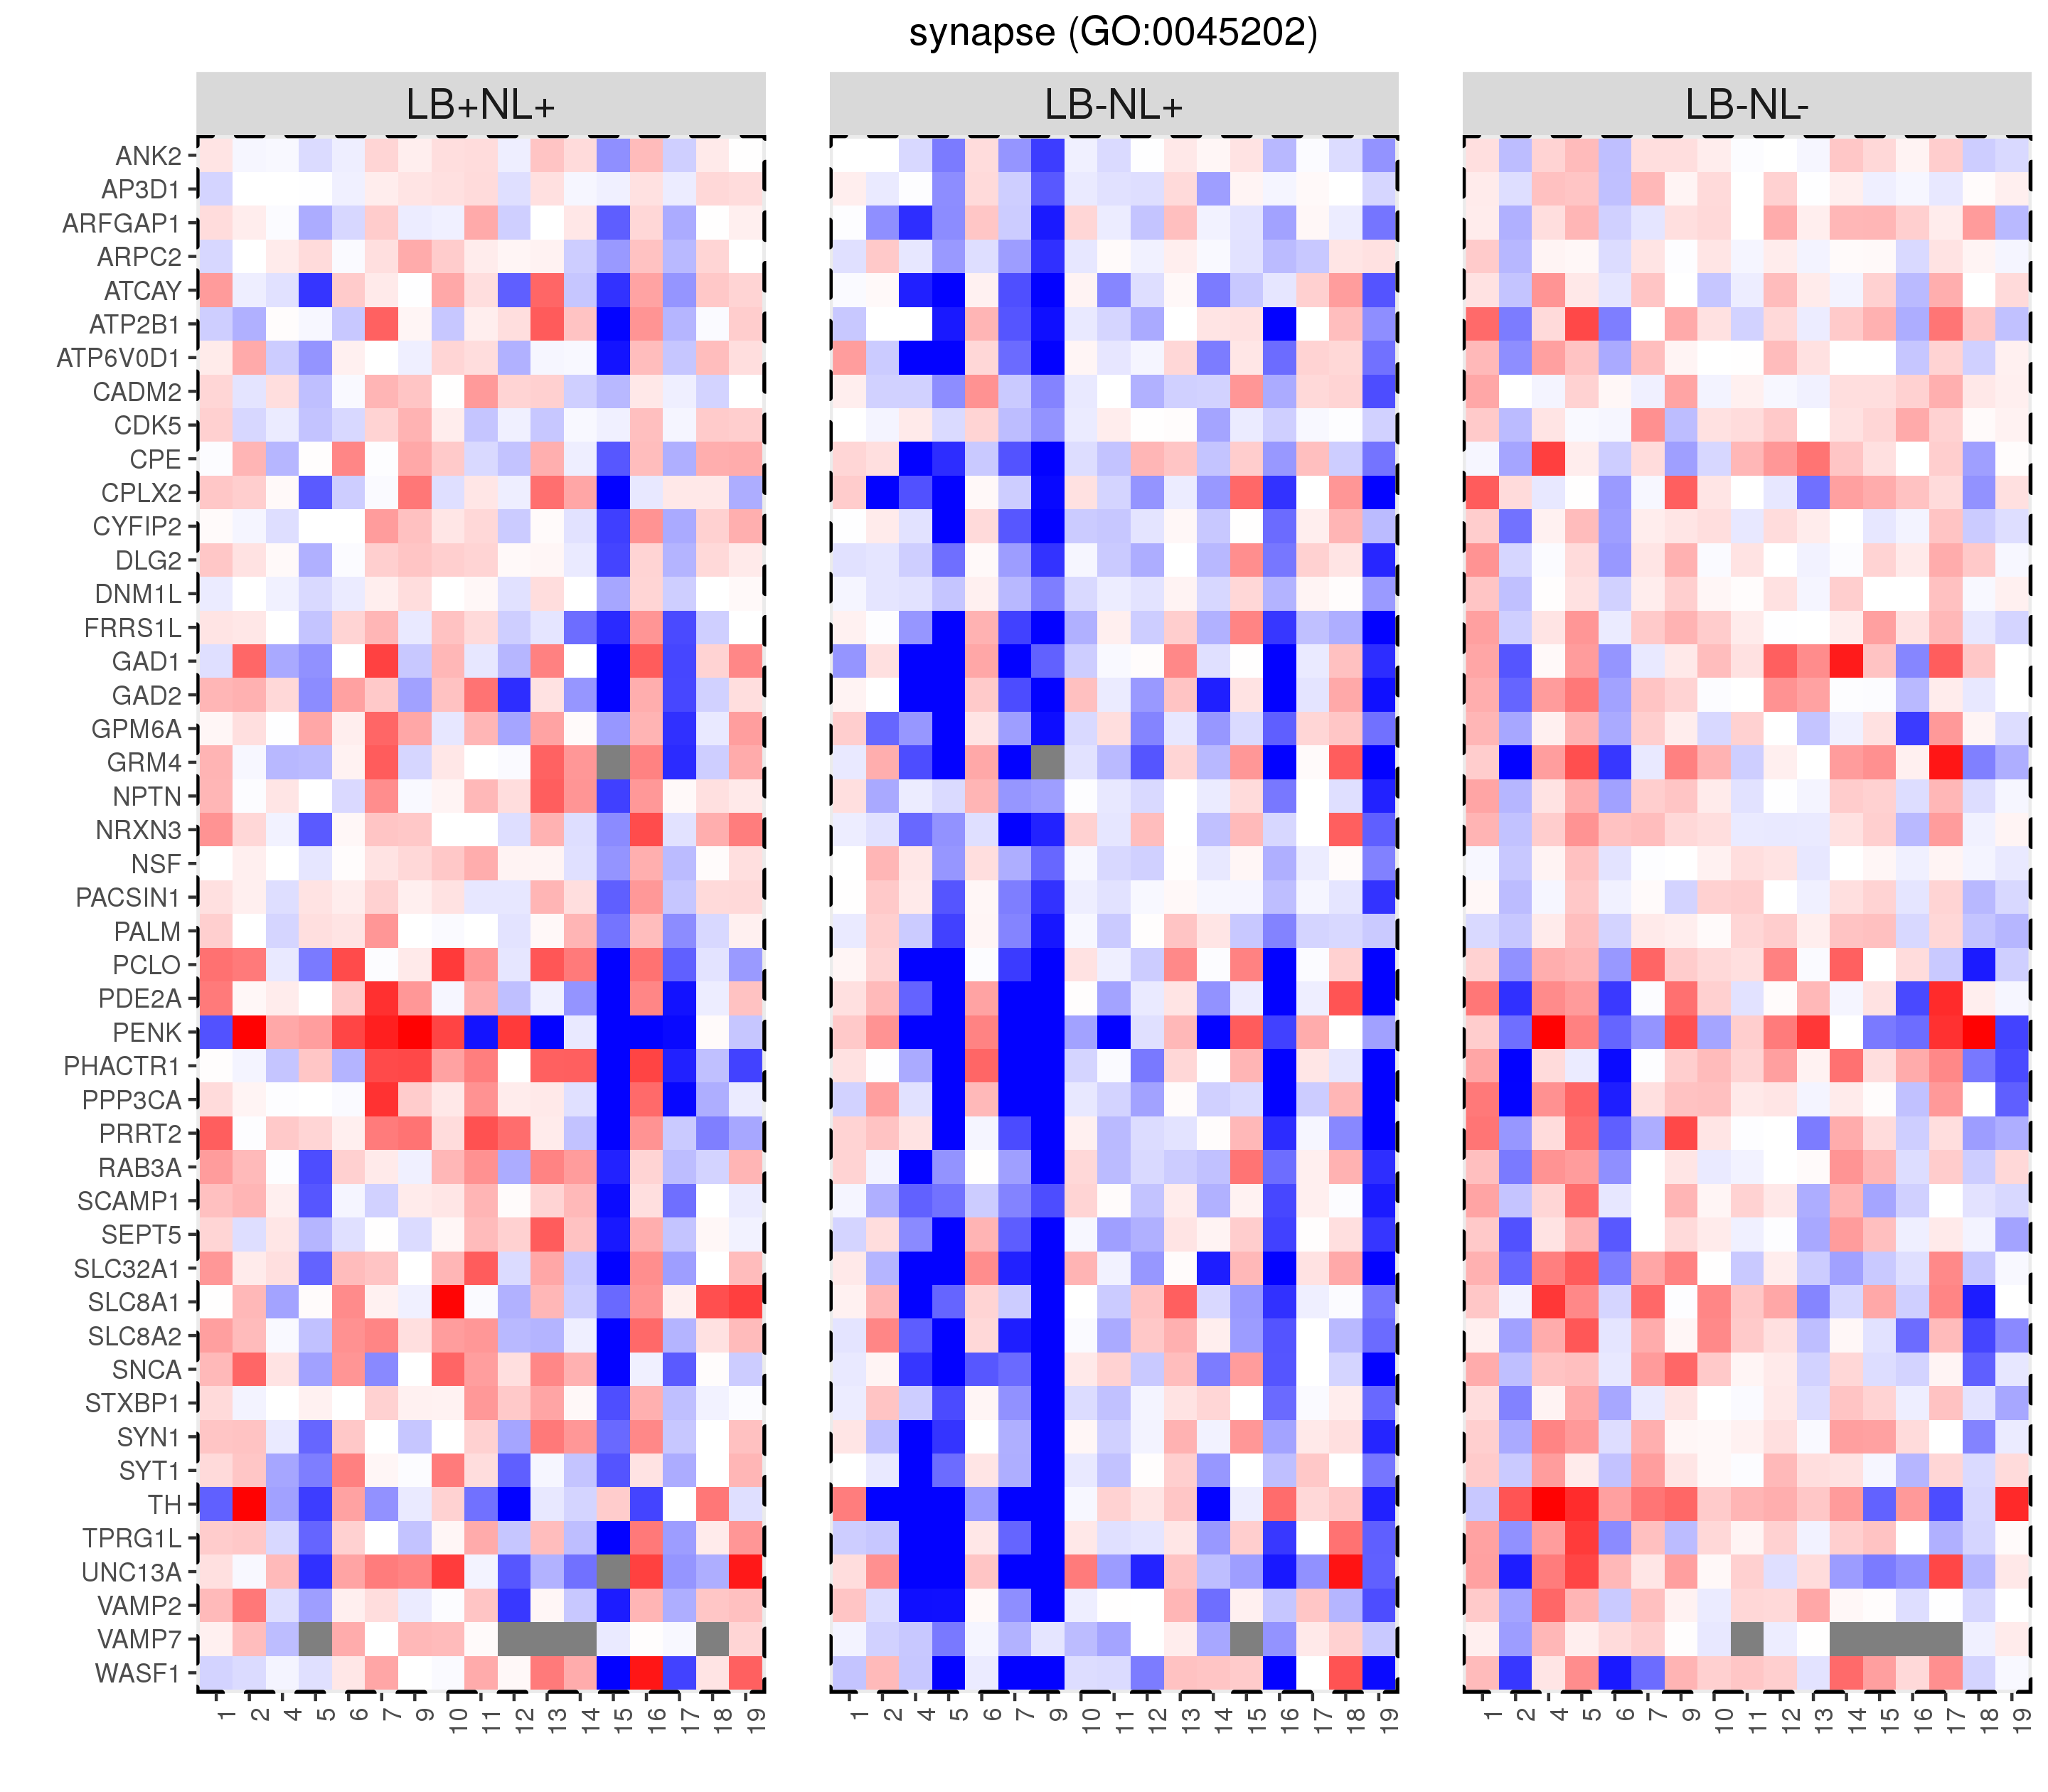 synapse (GO:0045202)
LB+NL+ LB-NL+ LB-NL-
ANK2
AP3D1
ARFGAP1
ARPC2
ATCAY
ATP2B1
ATP6V0D1
CADM2
CDK5
CPE
CPLX2
CYFIP2
DLG2
DNM1L
FRRS1L
GAD1
GAD2
GPM6A
GRM4
NPTN
NRXN3
NSF
PACSIN1
PALM
PCLO
PDE2A
PENK
PHACTR1
PPP3CA
PRRT2
RAB3A
SCAMP1
SEPT5
SLC32A1
SLC8A1
SLC8A2
SNCA
STXBP1
SYN1
SYT1
TH
TPRG1L
UNC13A
VAMP2
VAMP7
WASF1
1 2 4 5 6 7 9 10 11 12 13 14 15 16 17 18 19 1 2 4 5 6 7 9 10 11 12 13 14 15 16 17 18 19 1 2 4 5 6 7 9 10 11 12 13 14 15 16 17 18 19